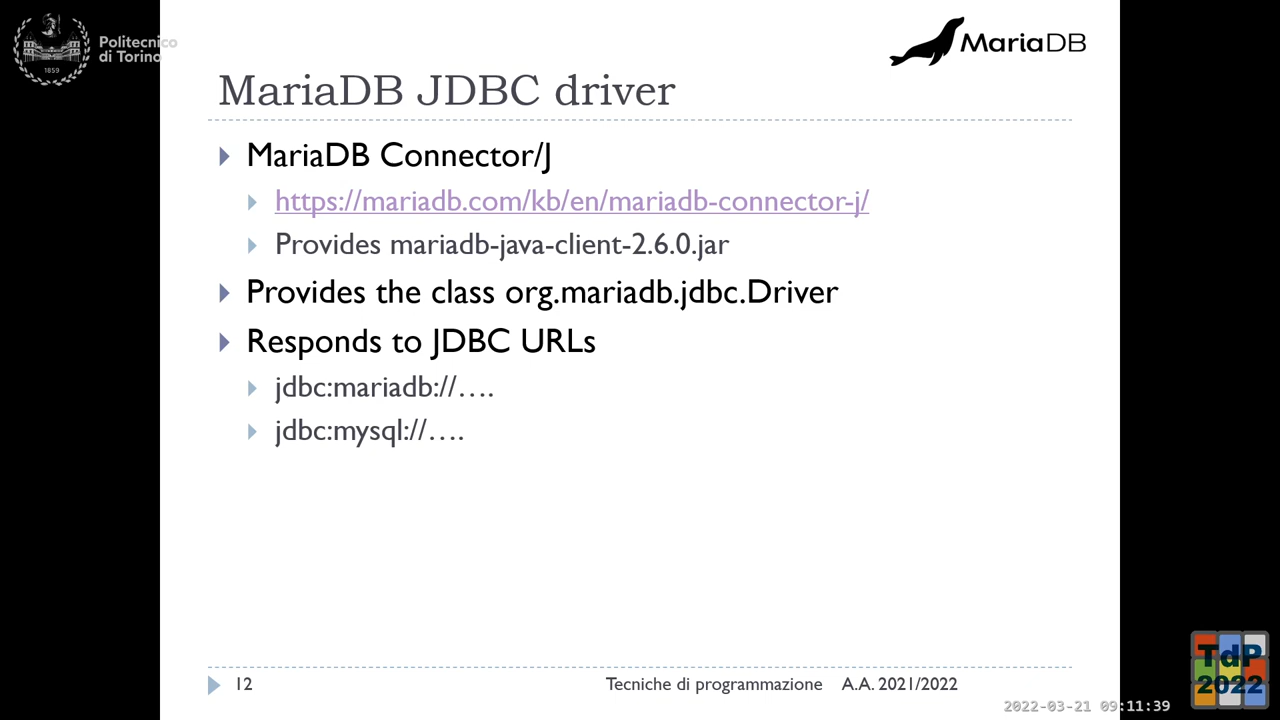 Politecnico
di Torino
1859
MariaDB
MariaDB JDBC driver
MariaDB Connector/J
https://mariadb.com/kb/en/mariadb-connector-j/
Provides mariadb-java-client-2.6.0.jar
Provides the class org.mariadb.jdbc.Driver
Responds to JDBC URLs
jdbc:mariadb://….
jdbc:mysql://….
12
Tecniche di programmazione A.A. 2021/2022
2022-03-21 09:11:39
TdP
2022